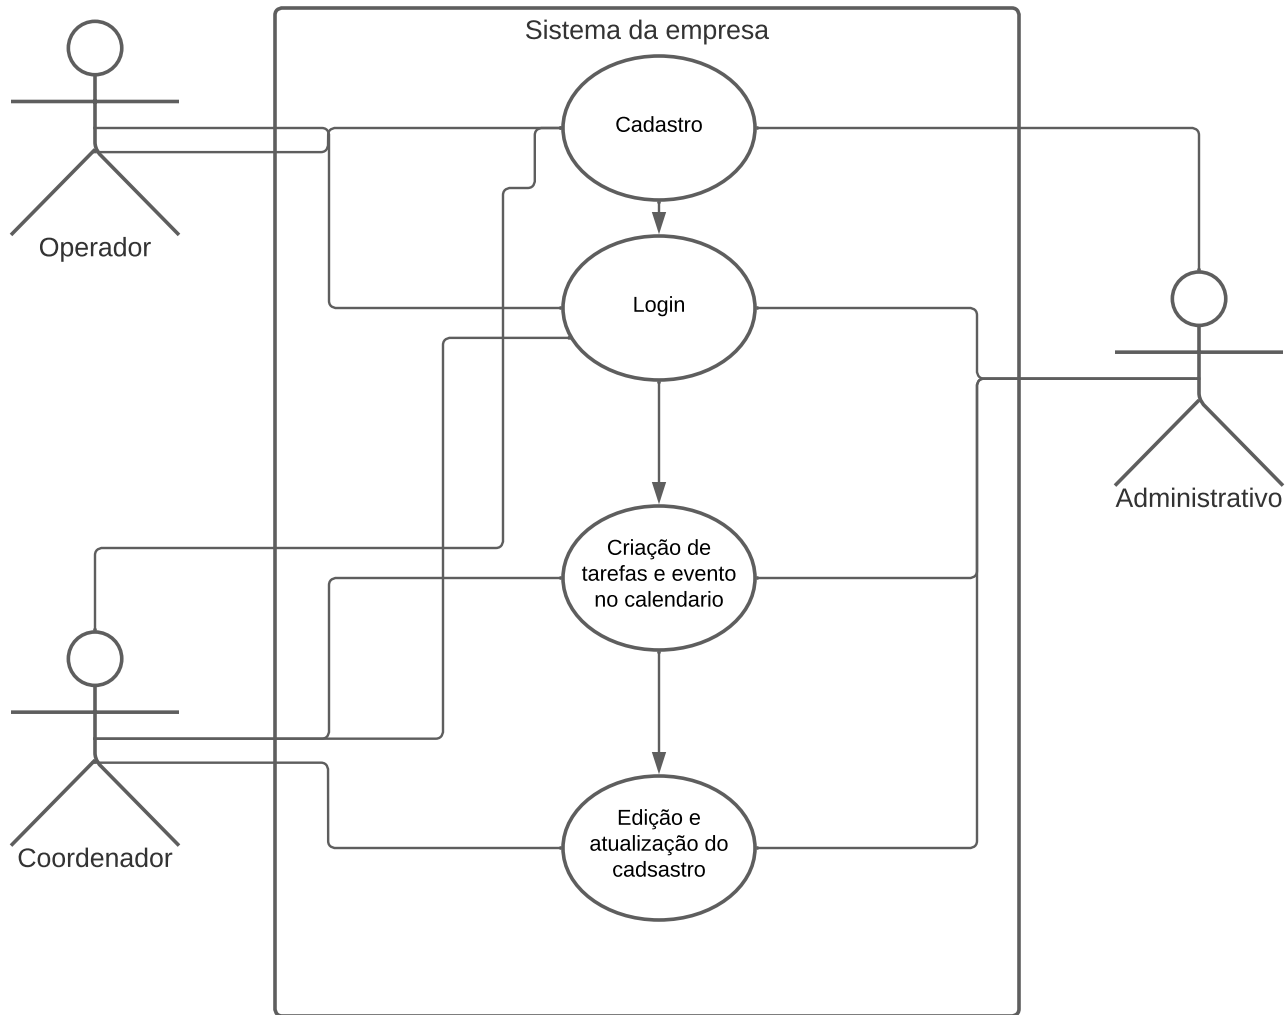 Sistema da empresa
Cadastro
Operador
Login
Administrativo
Criação de
tarefas e evento
no calendario
Edição e
atualização do
cadsastro
Coordenador